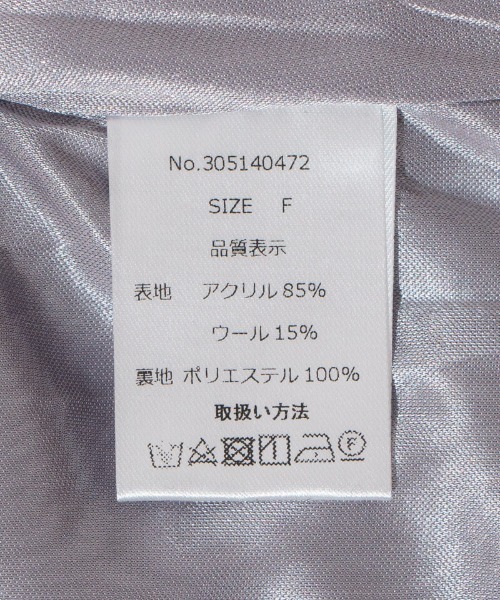 No.305140472
SIZE F
品質表示
表地 アクリル85%
ウール15%
裏地 ポリエステル100%
取扱い方法
F